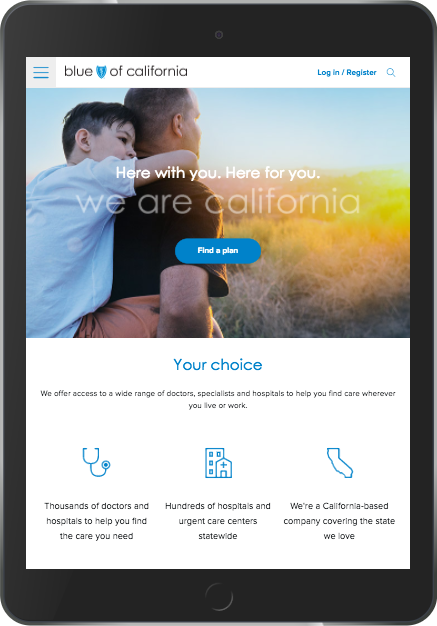 blue of california
Log in / Register
Here with you. Here for you.
we are california
Find a plan
Your choice
We offer access to a wide range of doctors, specialists and hospitals to help you find care wherever
you live or work.
Thousands of doctors and
hospitals to help you find
the care you need
Hundreds of hospitals and
urgent care centers
statewide
We're a California-based
company covering the state
we love